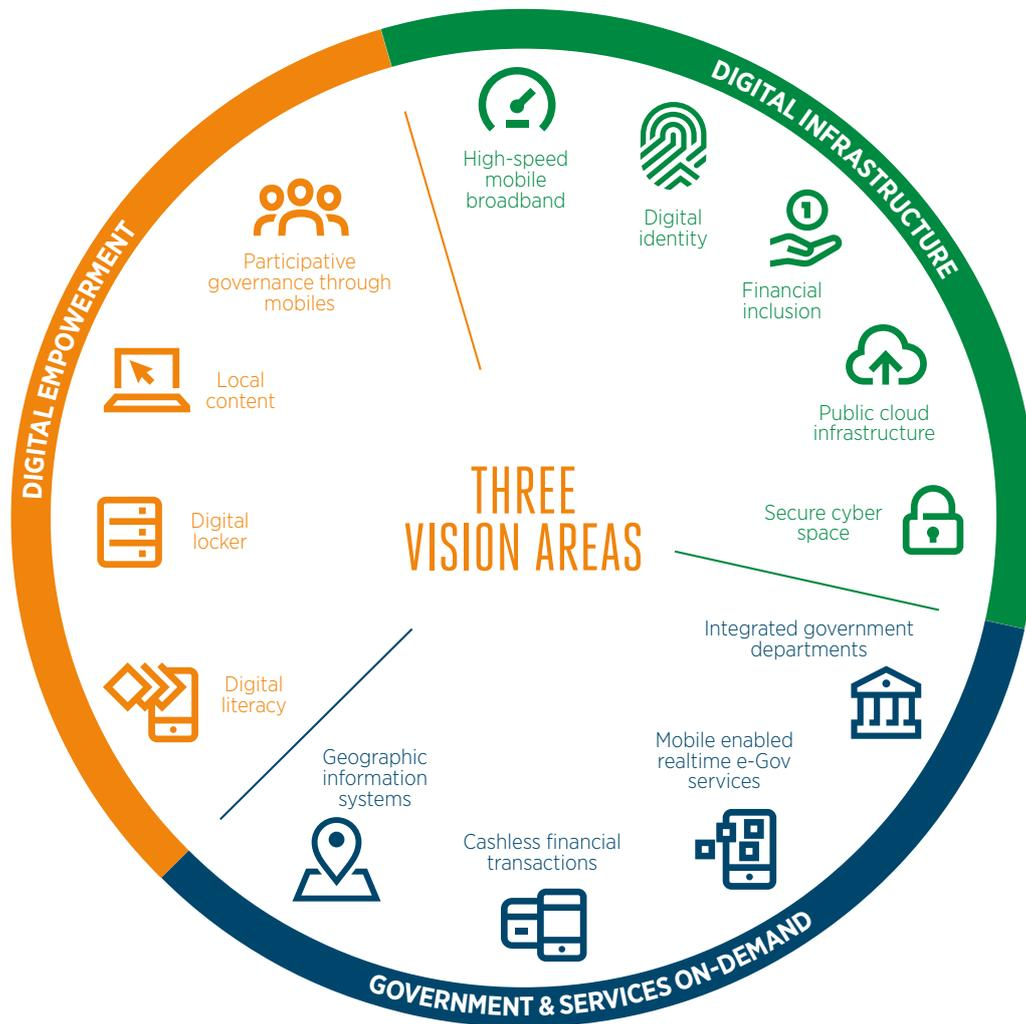 DIGITAL INFRASTRUCTURE
High-speed
mobile
broadband
Digital
identity
1
Financial
inclusion
Public cloud
infrastructure
Secure cyber
space
DIGITAL EMPOWERMENT
Participative
governance through
mobiles
Local
content
Digital
locker
Digital
literacy
THREE
VISION AREAS
Integrated government
departments
Mobile enabled
realtime e-Gov
services
Cashless financial
transactions
Geographic
information
systems
GOVERNMENT & SERVICES ON-DEMAND